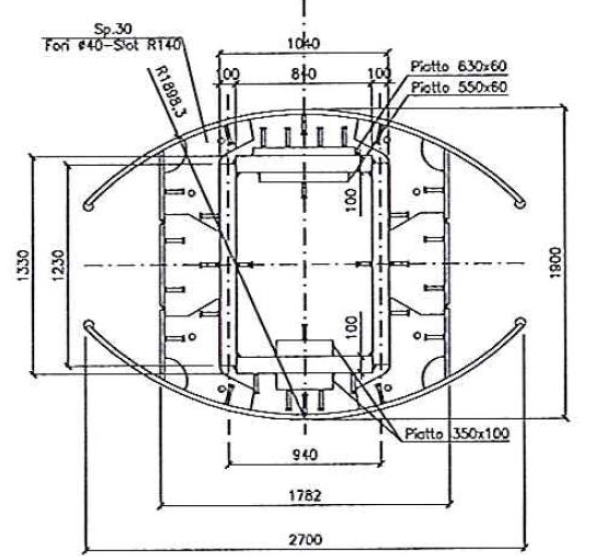 Sp.30
Fori ø40-Slot R140
1040
100
840
100
Piatto 630x60
Piatto 550x60
R1898.3
100
1330
1230
1900
100
Piatto 350x100
940
1782
2700